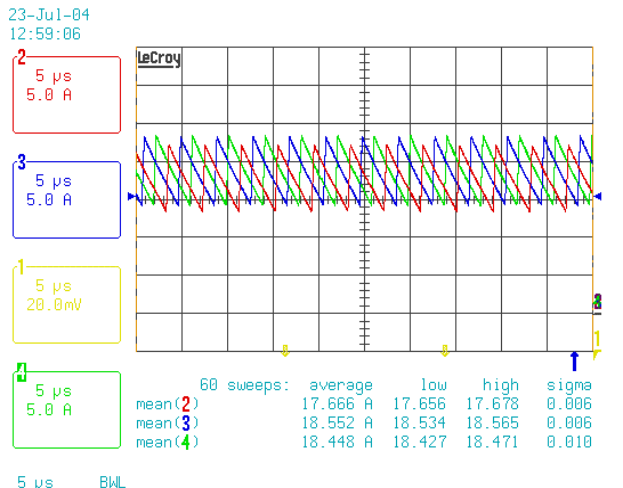 23-Jul-04
12:59:06
LeCroy
2
5 µs
5.0 A
3
5 µs
5.0 A
1
5 µs
20.0mV
4
5 µs
5.0 A
1
60 sweeps: average low high sigma
mean(2) 17.666 A 17.656 17.678 0.006
mean(3) 18.552 A 18.534 18.565 0.006
mean(4) 18.448 A 18.427 18.471 0.010
5 µs BWL